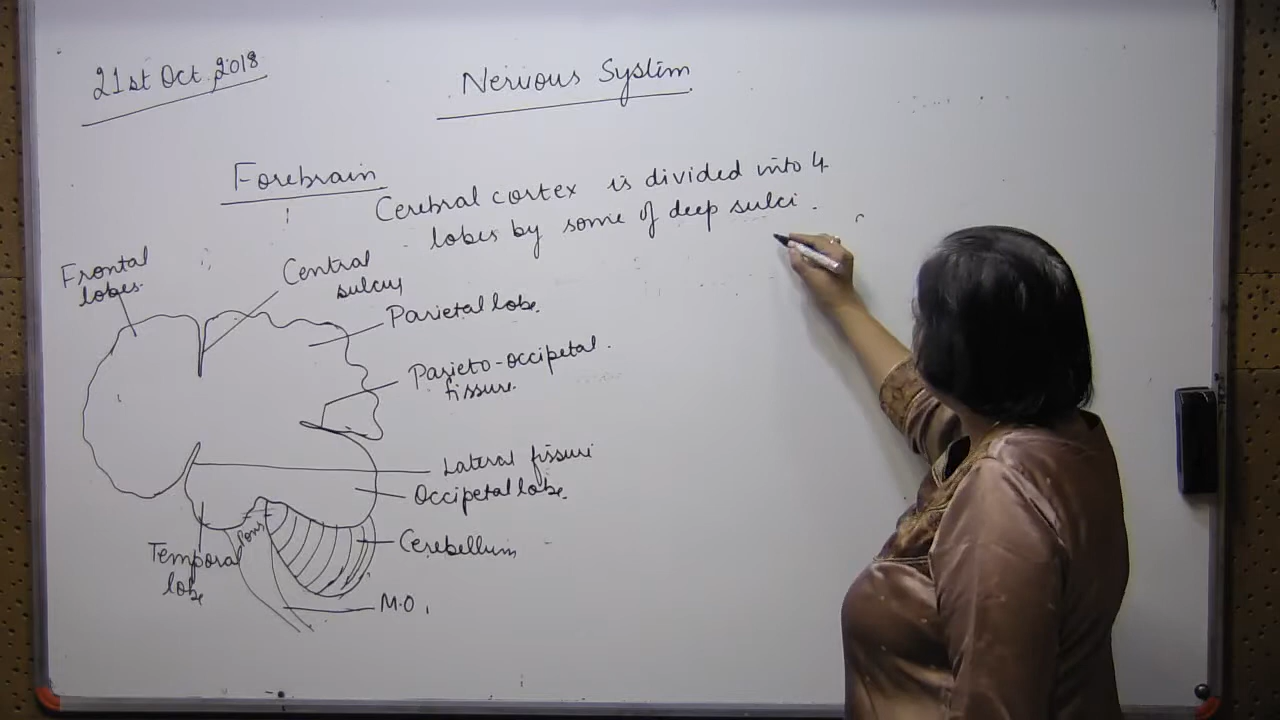 21st Oct 2018
Nervous System
Forebrain
Cerebral cortex is divided into 4
lobes by some of deep sulci.
Frontal
lobes.
Central
sulcus
Parietal lobe.
Parieto-occipetal.
fissure.
Lateral fissure
Occipetal lobe.
Cerebellum
Pons
Temporal
lobe
M.O.